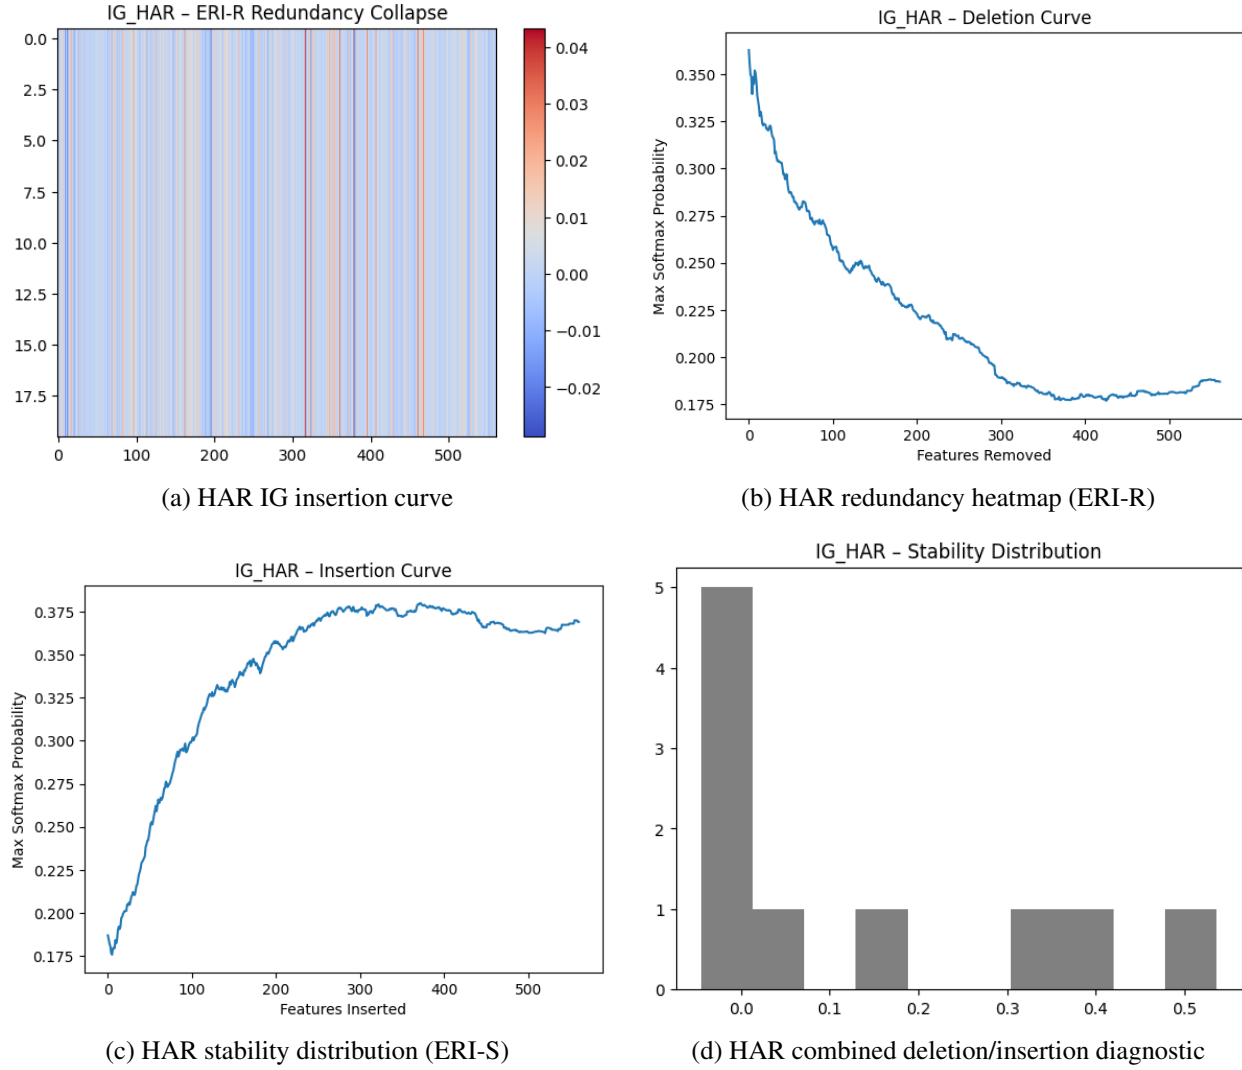 IG_HAR – ERI-R Redundancy Collapse
0.0
2.5
5.0
7.5
10.0
12.5
15.0
17.5
0 100 200 300 400 500
0.04
0.03
0.02
0.01
0.00
−0.01
−0.02
(a) HAR IG insertion curve
IG_HAR – Deletion Curve
Max Softmax Probability
0.350
0.325
0.300
0.275
0.250
0.225
0.200
0.175
0 100 200 300 400 500
Features Removed
(b) HAR redundancy heatmap (ERI-R)
IG_HAR – Insertion Curve
Max Softmax Probability
0.375
0.350
0.325
0.300
0.275
0.250
0.225
0.200
0.175
0 100 200 300 400 500
Features Inserted
(c) HAR stability distribution (ERI-S)
IG_HAR – Stability Distribution
5
4
3
2
1
0
0.0 0.1 0.2 0.3 0.4 0.5
(d) HAR combined deletion/insertion diagnostic